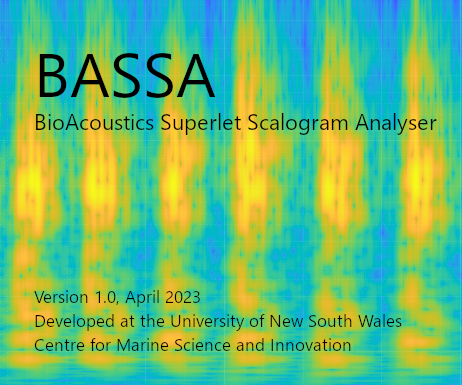 BASSA
BioAcoustics Superlet Scalogram Analyser
Version 1.0, April 2023
Developed at the University of New South Wales
Centre for Marine Science and Innovation